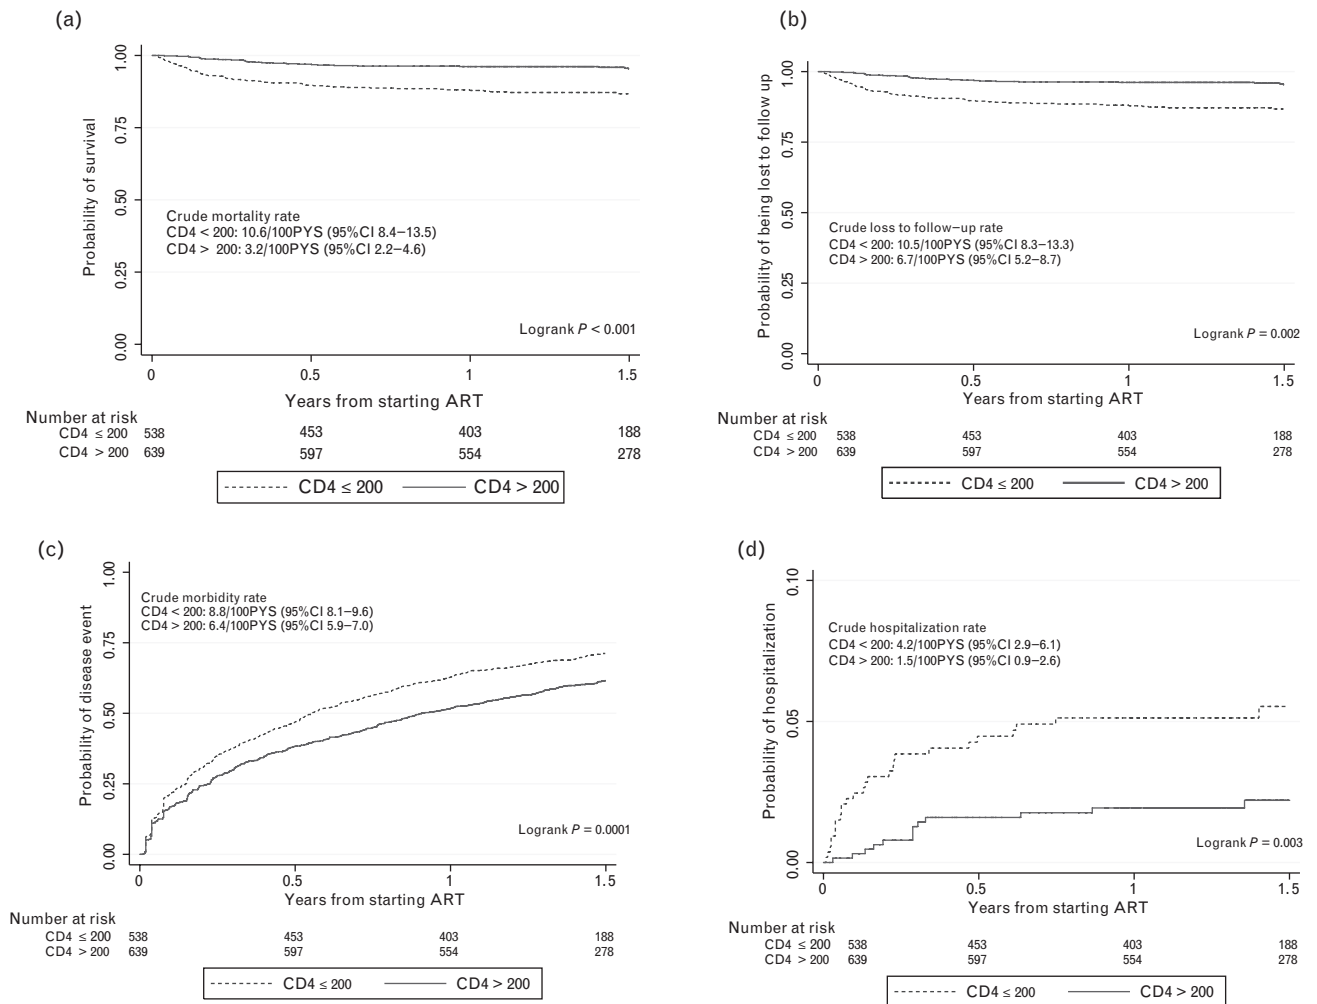 (a)
Probability of survival
1.00
0.75
0.50
0.25
0.00
Crude mortality rate
CD4 < 200: 10.6/100PYS (95%CI 8.4–13.5)
CD4 > 200: 3.2/100PYS (95%CI 2.2–4.6)
Logrank P < 0.001
0 0.5 1 1.5
Years from starting ART
Number at risk
CD4 ≤ 200 538 453 403 188
CD4 > 200 639 597 554 278
CD4 ≤ 200 CD4 > 200
(b)
Probability of being lost to follow up
1.00
0.75
0.50
0.25
0.00
Crude loss to follow–up rate
CD4 < 200: 10.5/100PYS (95%CI 8.3–13.3)
CD4 > 200: 6.7/100PYS (95%CI 5.2–8.7)
Logrank P = 0.002
0 0.5 1 1.5
Years from starting ART
Number at risk
CD4 ≤ 200 538 453 403 188
CD4 > 200 639 597 554 278
CD4 ≤ 200 CD4 > 200
(c)
Probability of disease event
1.00
0.75
0.50
0.25
0.00
Crude morbidity rate
CD4 < 200: 8.8/100PYS (95%CI 8.1–9.6)
CD4 > 200: 6.4/100PYS (95%CI 5.9–7.0)
Logrank P = 0.0001
0 0.5 1 1.5
Years from starting ART
Number at risk
CD4 ≤ 200 538 453 403 188
CD4 > 200 639 597 554 278
CD4 ≤ 200 CD4 > 200
(d)
Probability of hospitalization
0.10
0.05
0.00
Crude hospitalization rate
CD4 < 200: 4.2/100PYS (95%CI 2.9–6.1)
CD4 > 200: 1.5/100PYS (95%CI 0.9–2.6)
Logrank P = 0.003
0 0.5 1 1.5
Years from starting ART
Number at risk
CD4 ≤ 200 538 453 403 188
CD4 > 200 639 597 554 278
CD4 ≤ 200 CD4 > 200